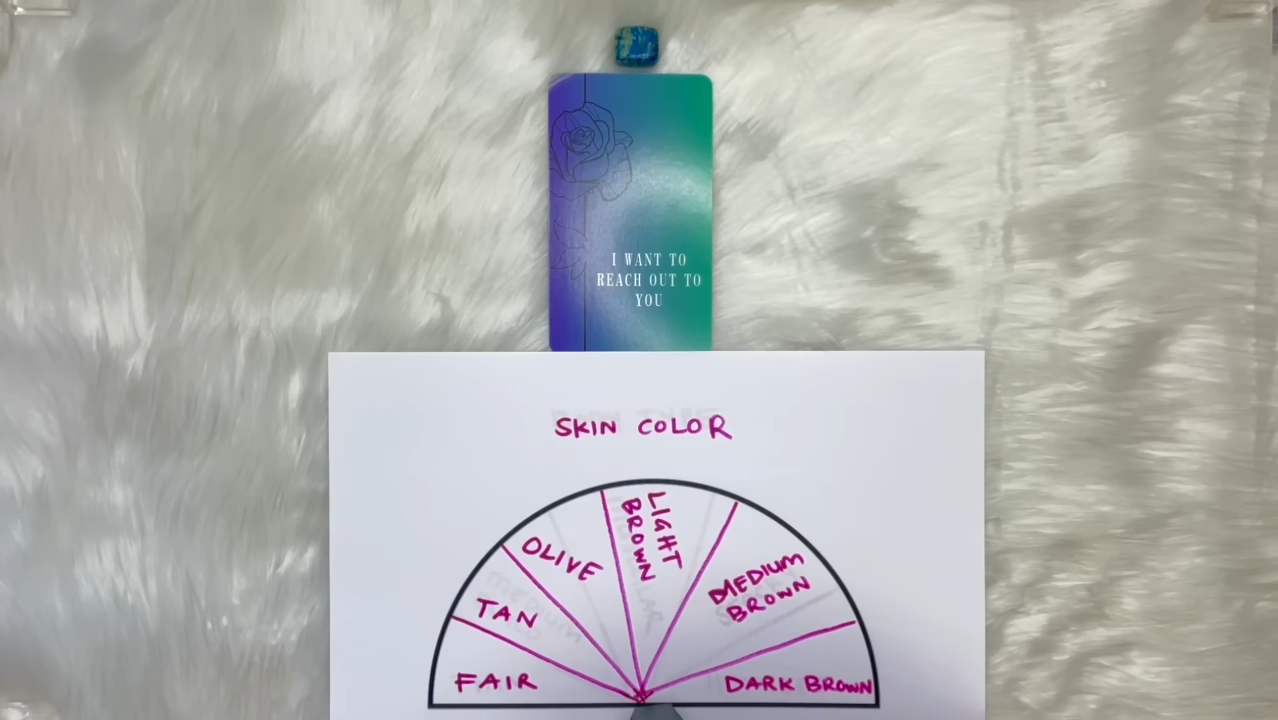 I WANT TO
REACH OUT TO
YOU
SKIN COLOR
FAIR
TAN
OLIVE
LIGHT
BROWN
MEDIUM
BROWN
DARK BROWN